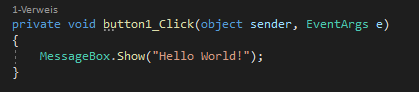 1-Verweis
private void button1_Click(object sender, EventArgs e)
{
    MessageBox.Show("Hello World!");
}